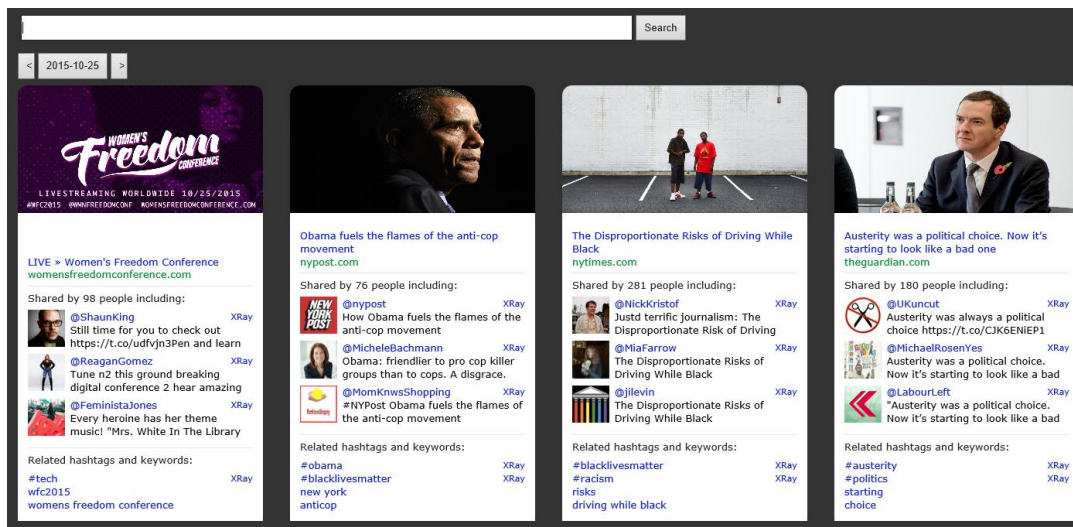 Search
< 2015-10-25 >
WOMEN'S
Freedom
CONFERENCE
LIVESTREAMING WORLDWIDE 10/25/2015
#WFC2015 @WMNFREEDOMCONF WOMENSFREEDOMCONFERENCE.COM
LIVE » Women's Freedom Conference
womensfreedomconference.com
Shared by 98 people including:
@ShaunKing XRay
Still time for you to check out
https://t.co/udfvjn3Pen and learn
@ReaganGomez XRay
Tune n2 this ground breaking
digital conference 2 hear amazing
@FeministaJones XRay
Every heroine has her theme
music! "Mrs. White In The Library
Related hashtags and keywords:
#tech XRay
wfc2015
womens freedom conference
Obama fuels the flames of the anti-cop
movement
nypost.com
Shared by 76 people including:
NEW
YORK
POST
@nypost XRay
How Obama fuels the flames of the
anti-cop movement
@MicheleBachmann XRay
Obama: friendlier to pro cop killer
groups than to cops. A disgrace.
@MomKnwsShopping XRay
#NYPost Obama fuels the flames of
the anti-cop movement
Related hashtags and keywords:
#obama XRay
#blacklivesmatter XRay
new york
anticop
The Disproportionate Risks of Driving While
Black
nytimes.com
Shared by 281 people including:
@NickKristof XRay
Justd terrific journalism: The
Disproportionate Risk of Driving
@MiaFarrow XRay
The Disproportionate Risks of
Driving While Black
@jilevin XRay
The Disproportionate Risks of
Driving While Black
Related hashtags and keywords:
#blacklivesmatter XRay
#racism XRay
risks
driving while black
Austerity was a political choice. Now it's
starting to look like a bad one
theguardian.com
Shared by 180 people including:
@UKuncut XRay
Austerity was always a political
choice https://t.co/CJK6ENiEP1
@MichaelRosenYes XRay
Austerity was a political choice.
Now it's starting to look like a bad
@LabourLeft XRay
"Austerity was a political choice.
Now it's starting to look like a bad
Related hashtags and keywords:
#austerity XRay
#politics XRay
starting
choice